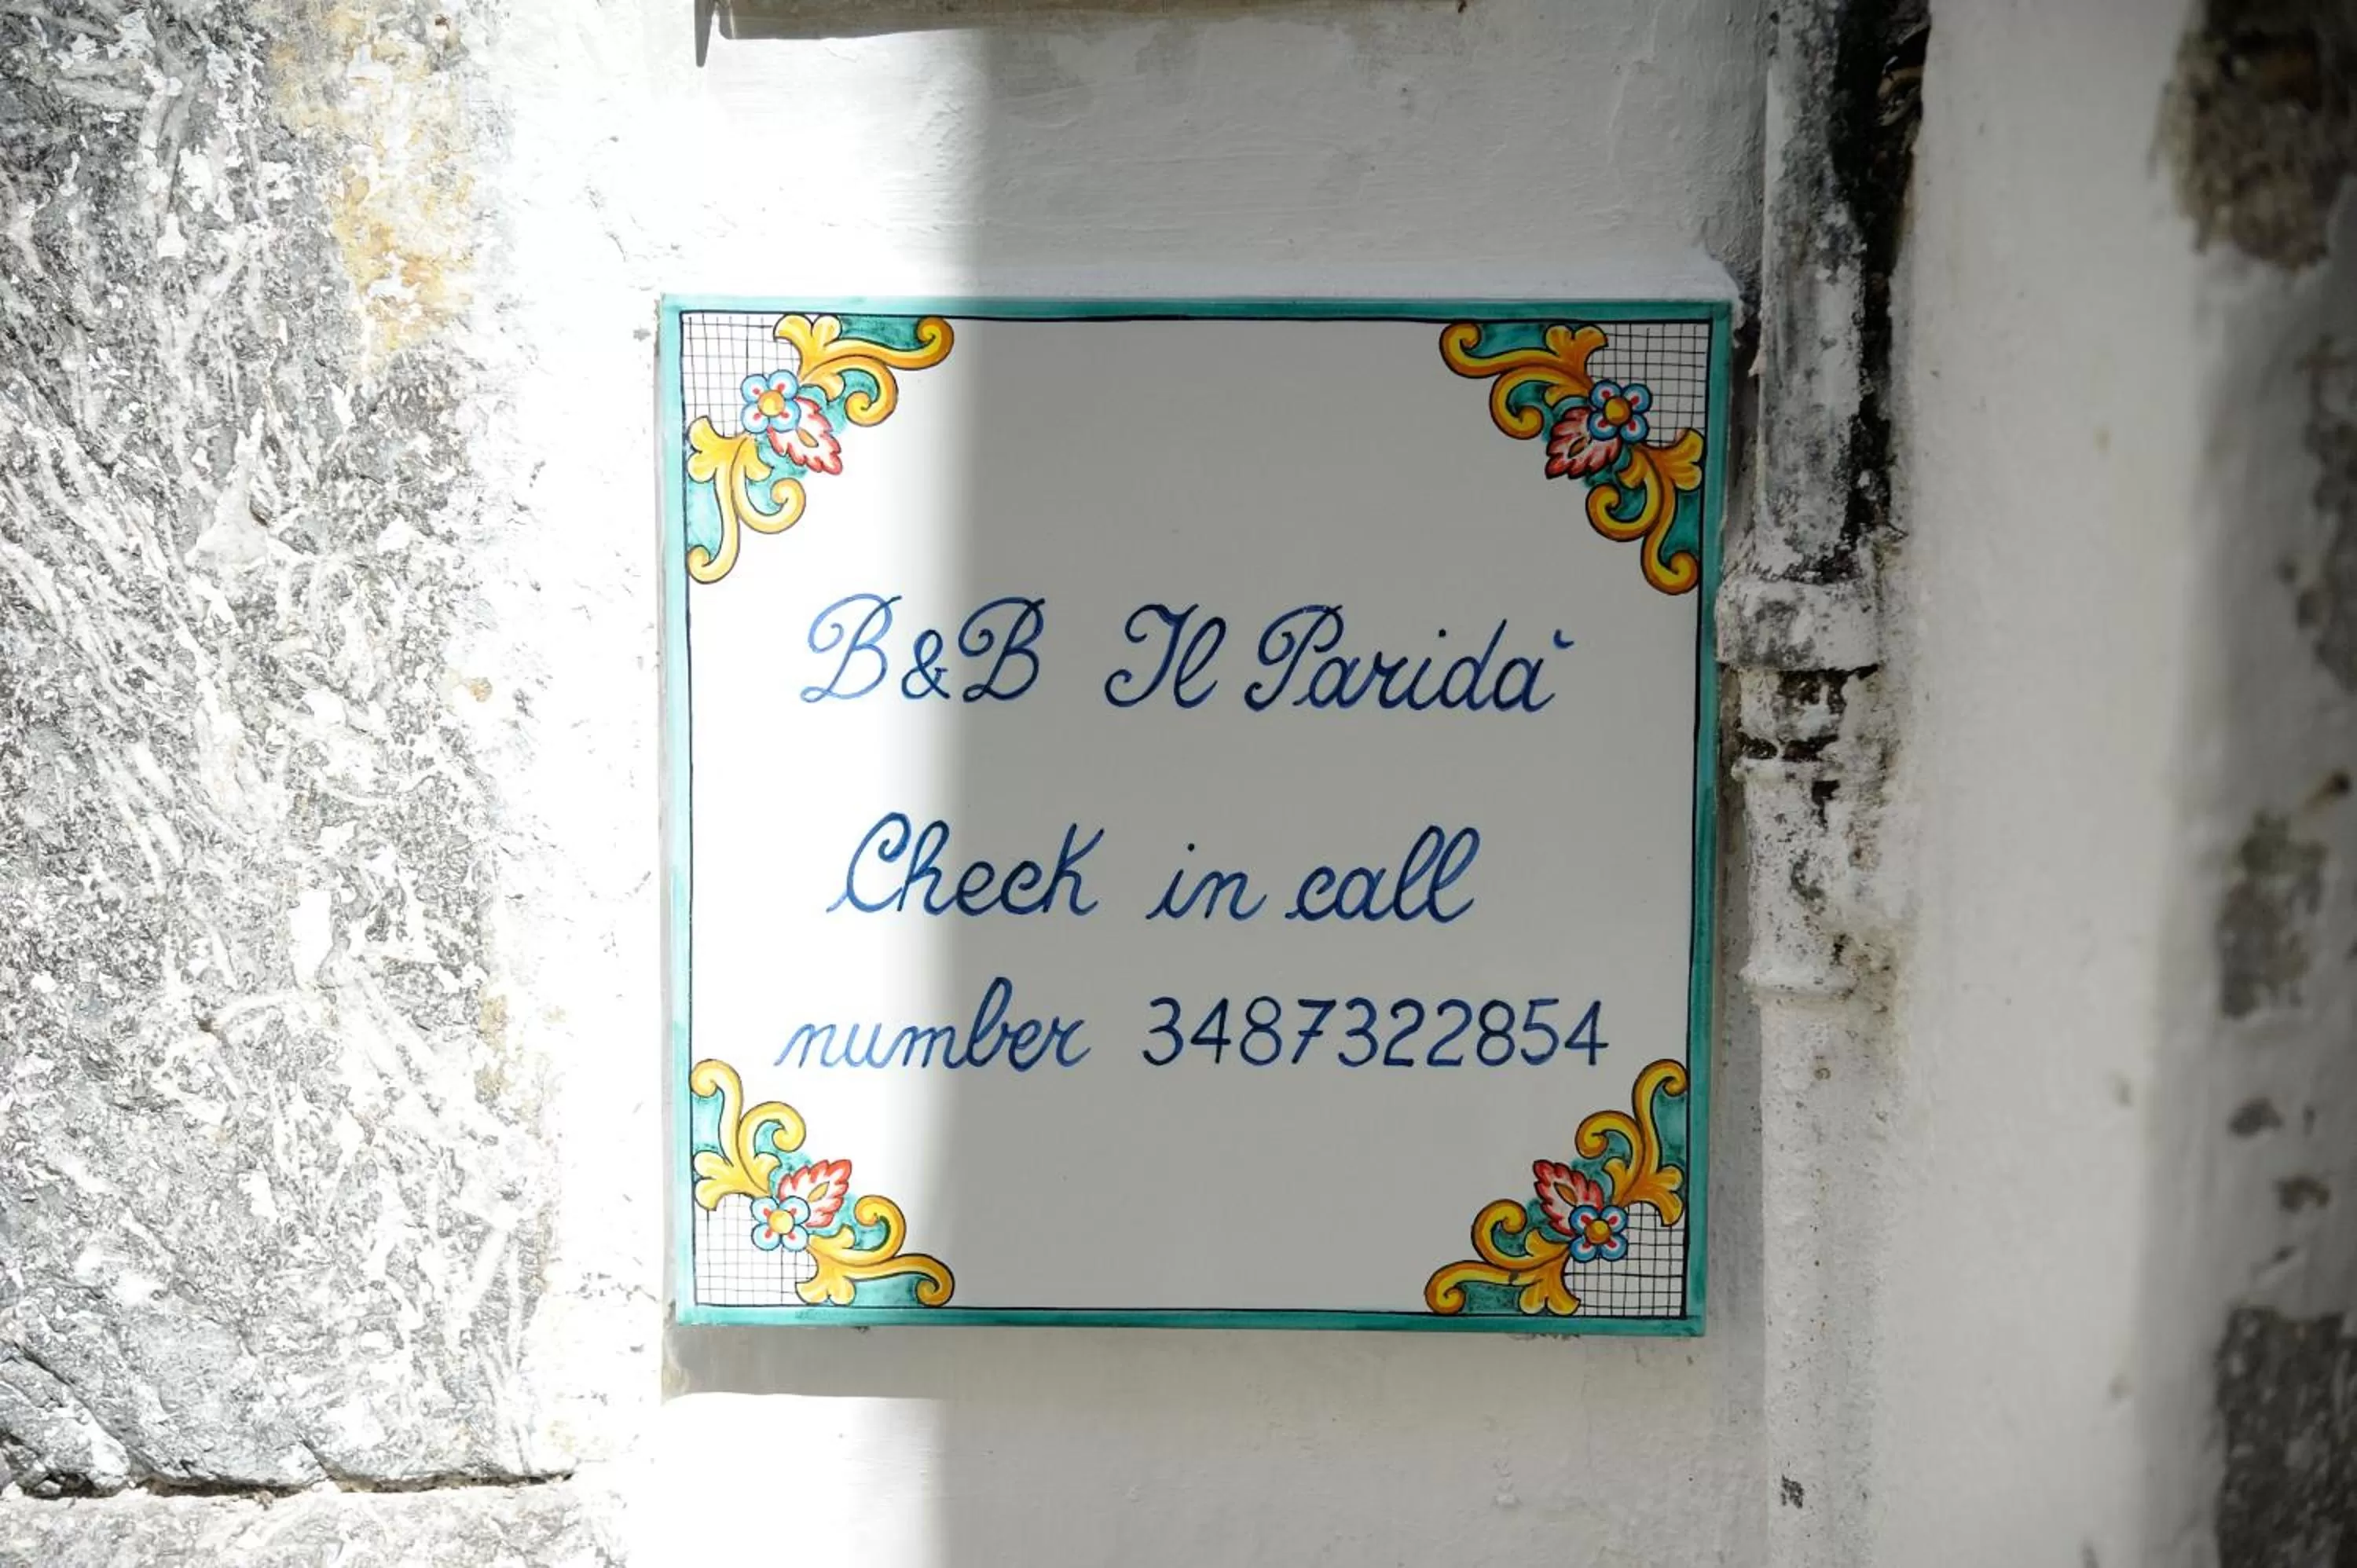 B&B Il Paridà
Check in call
number 3487322854